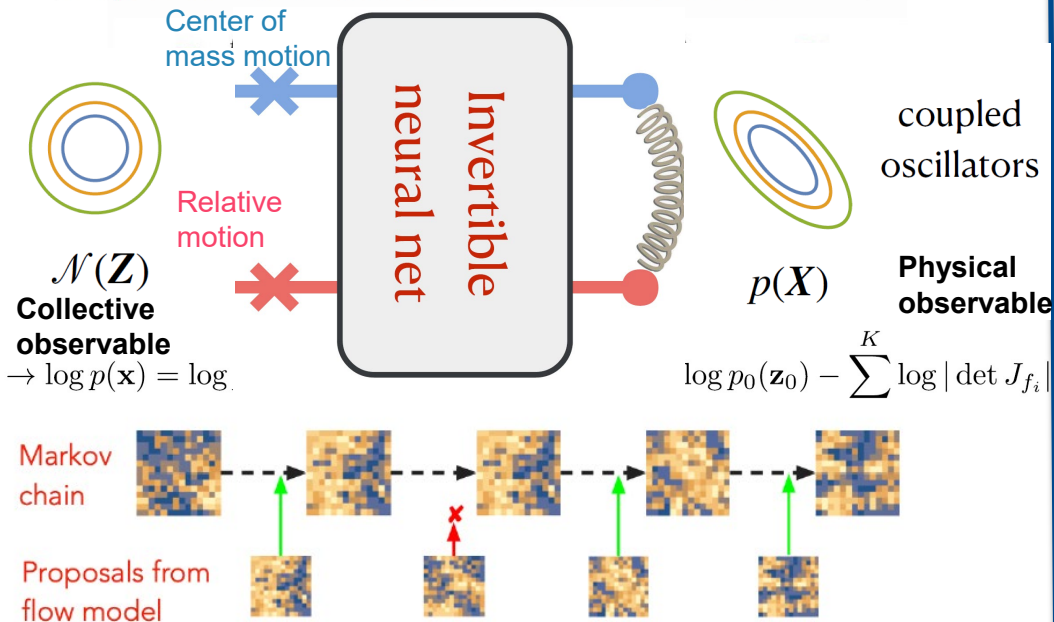 Center of
mass motion
Invertible
neural net
coupled
oscillators
Relative
motion
𝒩(Z)
p(X)
Collective
observable
Physical
observable
→ log p(x) = log
log p₀(z₀) − ∑ᴷ log | det J_{f_i} |
Markov
chain
Proposals from
flow model